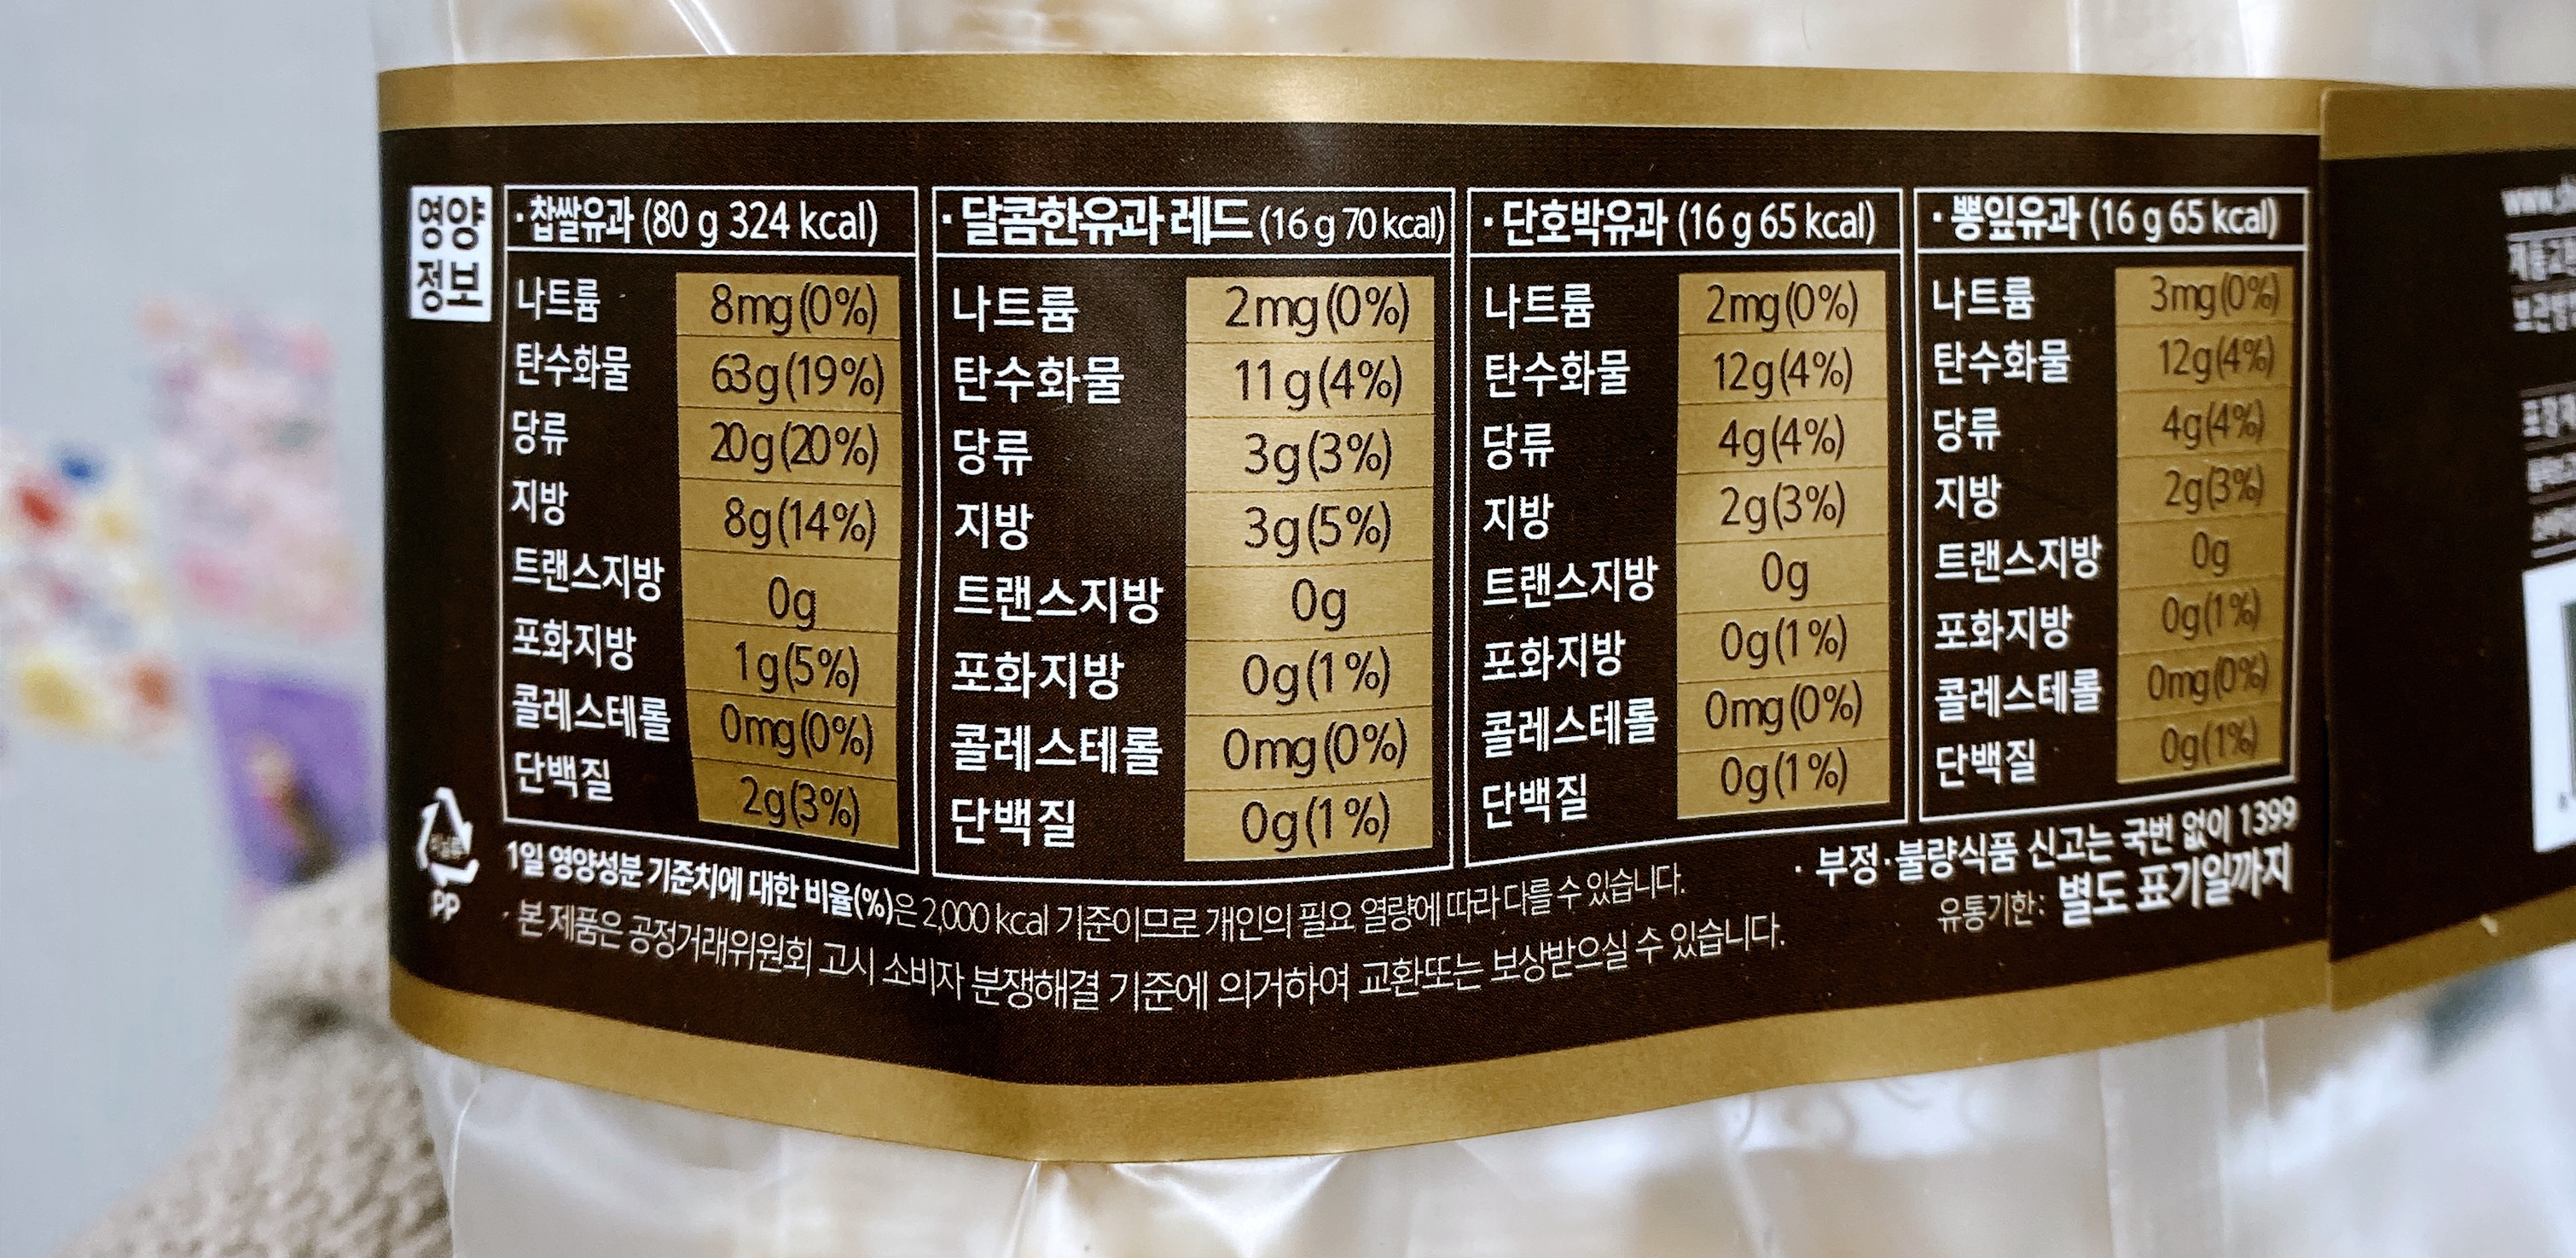 영양
정보
· 찹쌀유과 (80 g 324 kcal)
나트륨 8mg(0%)
탄수화물 63g(19%)
당류 20g(20%)
지방 8g(14%)
트랜스지방 0g
포화지방 1g(5%)
콜레스테롤 0mg(0%)
단백질 2g(3%)
· 달콤한유과 레드 (16 g 70 kcal)
나트륨 2mg(0%)
탄수화물 11g(4%)
당류 3g(3%)
지방 3g(5%)
트랜스지방 0g
포화지방 0g(1%)
콜레스테롤 0mg(0%)
단백질 0g(1%)
· 단호박유과 (16 g 65 kcal)
나트륨 2mg(0%)
탄수화물 12g(4%)
당류 4g(4%)
지방 2g(3%)
트랜스지방 0g
포화지방 0g(1%)
콜레스테롤 0mg(0%)
단백질 0g(1%)
· 뽕잎유과 (16 g 65 kcal)
나트륨 3mg(0%)
탄수화물 12g(4%)
당류 4g(4%)
지방 2g(3%)
트랜스지방 0g
포화지방 0g(1%)
콜레스테롤 0mg(0%)
단백질 0g(1%)
비닐류
PP
1일 영양성분 기준치에 대한 비율(%)은 2,000 kcal 기준이므로 개인의 필요 열량에 따라 다를 수 있습니다.
· 본 제품은 공정거래위원회 고시 소비자 분쟁해결 기준에 의거하여 교환또는 보상받으실 수 있습니다.
· 부정·불량식품 신고는 국번 없이 1399
유통기한: 별도 표기일까지